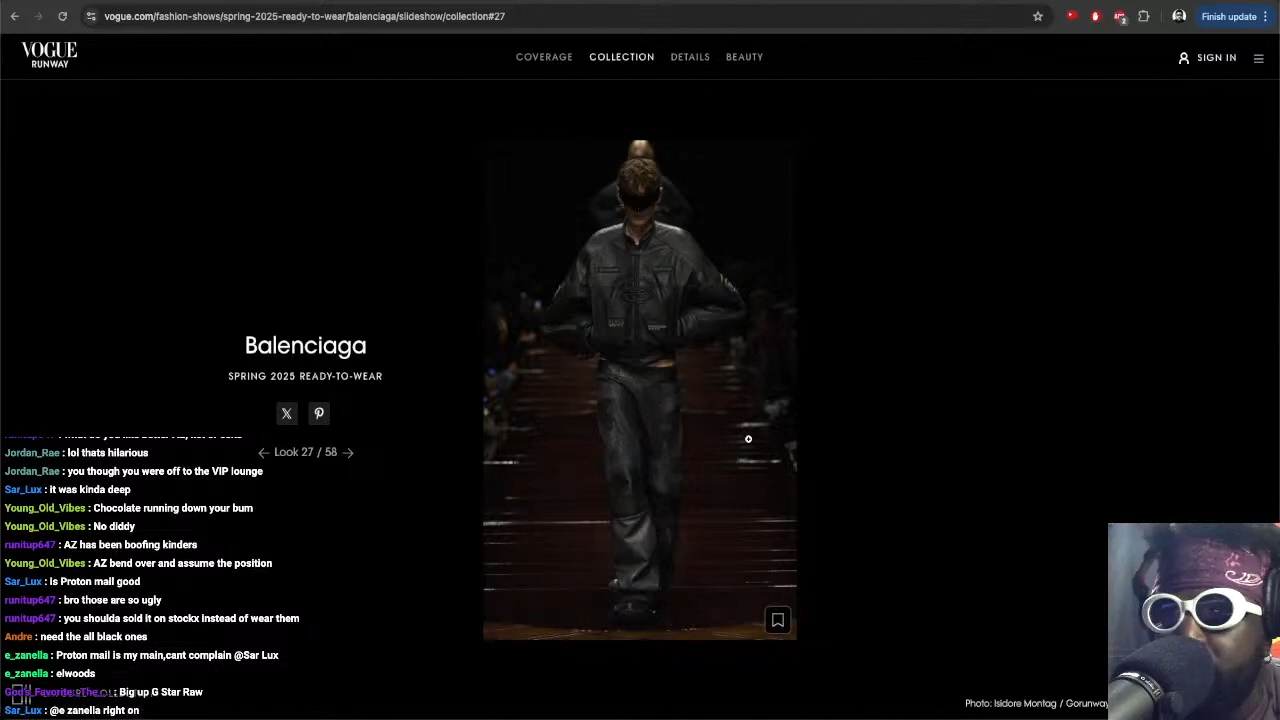 vogue.com/fashion-shows/spring-2025-ready-to-wear/balenciaga/slideshow/collection#27
Finish update
VOGUE
RUNWAY
COVERAGE
COLLECTION
DETAILS
BEAUTY
SIGN IN
Balenciaga
SPRING 2025 READY-TO-WEAR
Look 27 / 58
Jordan_Rae : lol thats hilarious
Jordan_Rae : you though you were off to the VIP lounge
Sar_Lux : it was kinda deep
Young_Old_Vibes : Chocolate running down your bum
Young_Old_Vibes : No diddy
runitup647 : AZ has been boofing kinders
Young_Old_Vibes : AZ bend over and assume the position
Sar_Lux : is Proton mail good
runitup647 : bro those are so ugly
runitup647 : you shoulda sold it on stockx instead of wear them
Andre : need the all black ones
e_zanella : Proton mail is my main,cant complain @Sar Lux
e_zanella : elwoods
: Big up G Star Raw
Sar_Lux : @e zanella right on
Photo: Isidore Montag / Gorunway